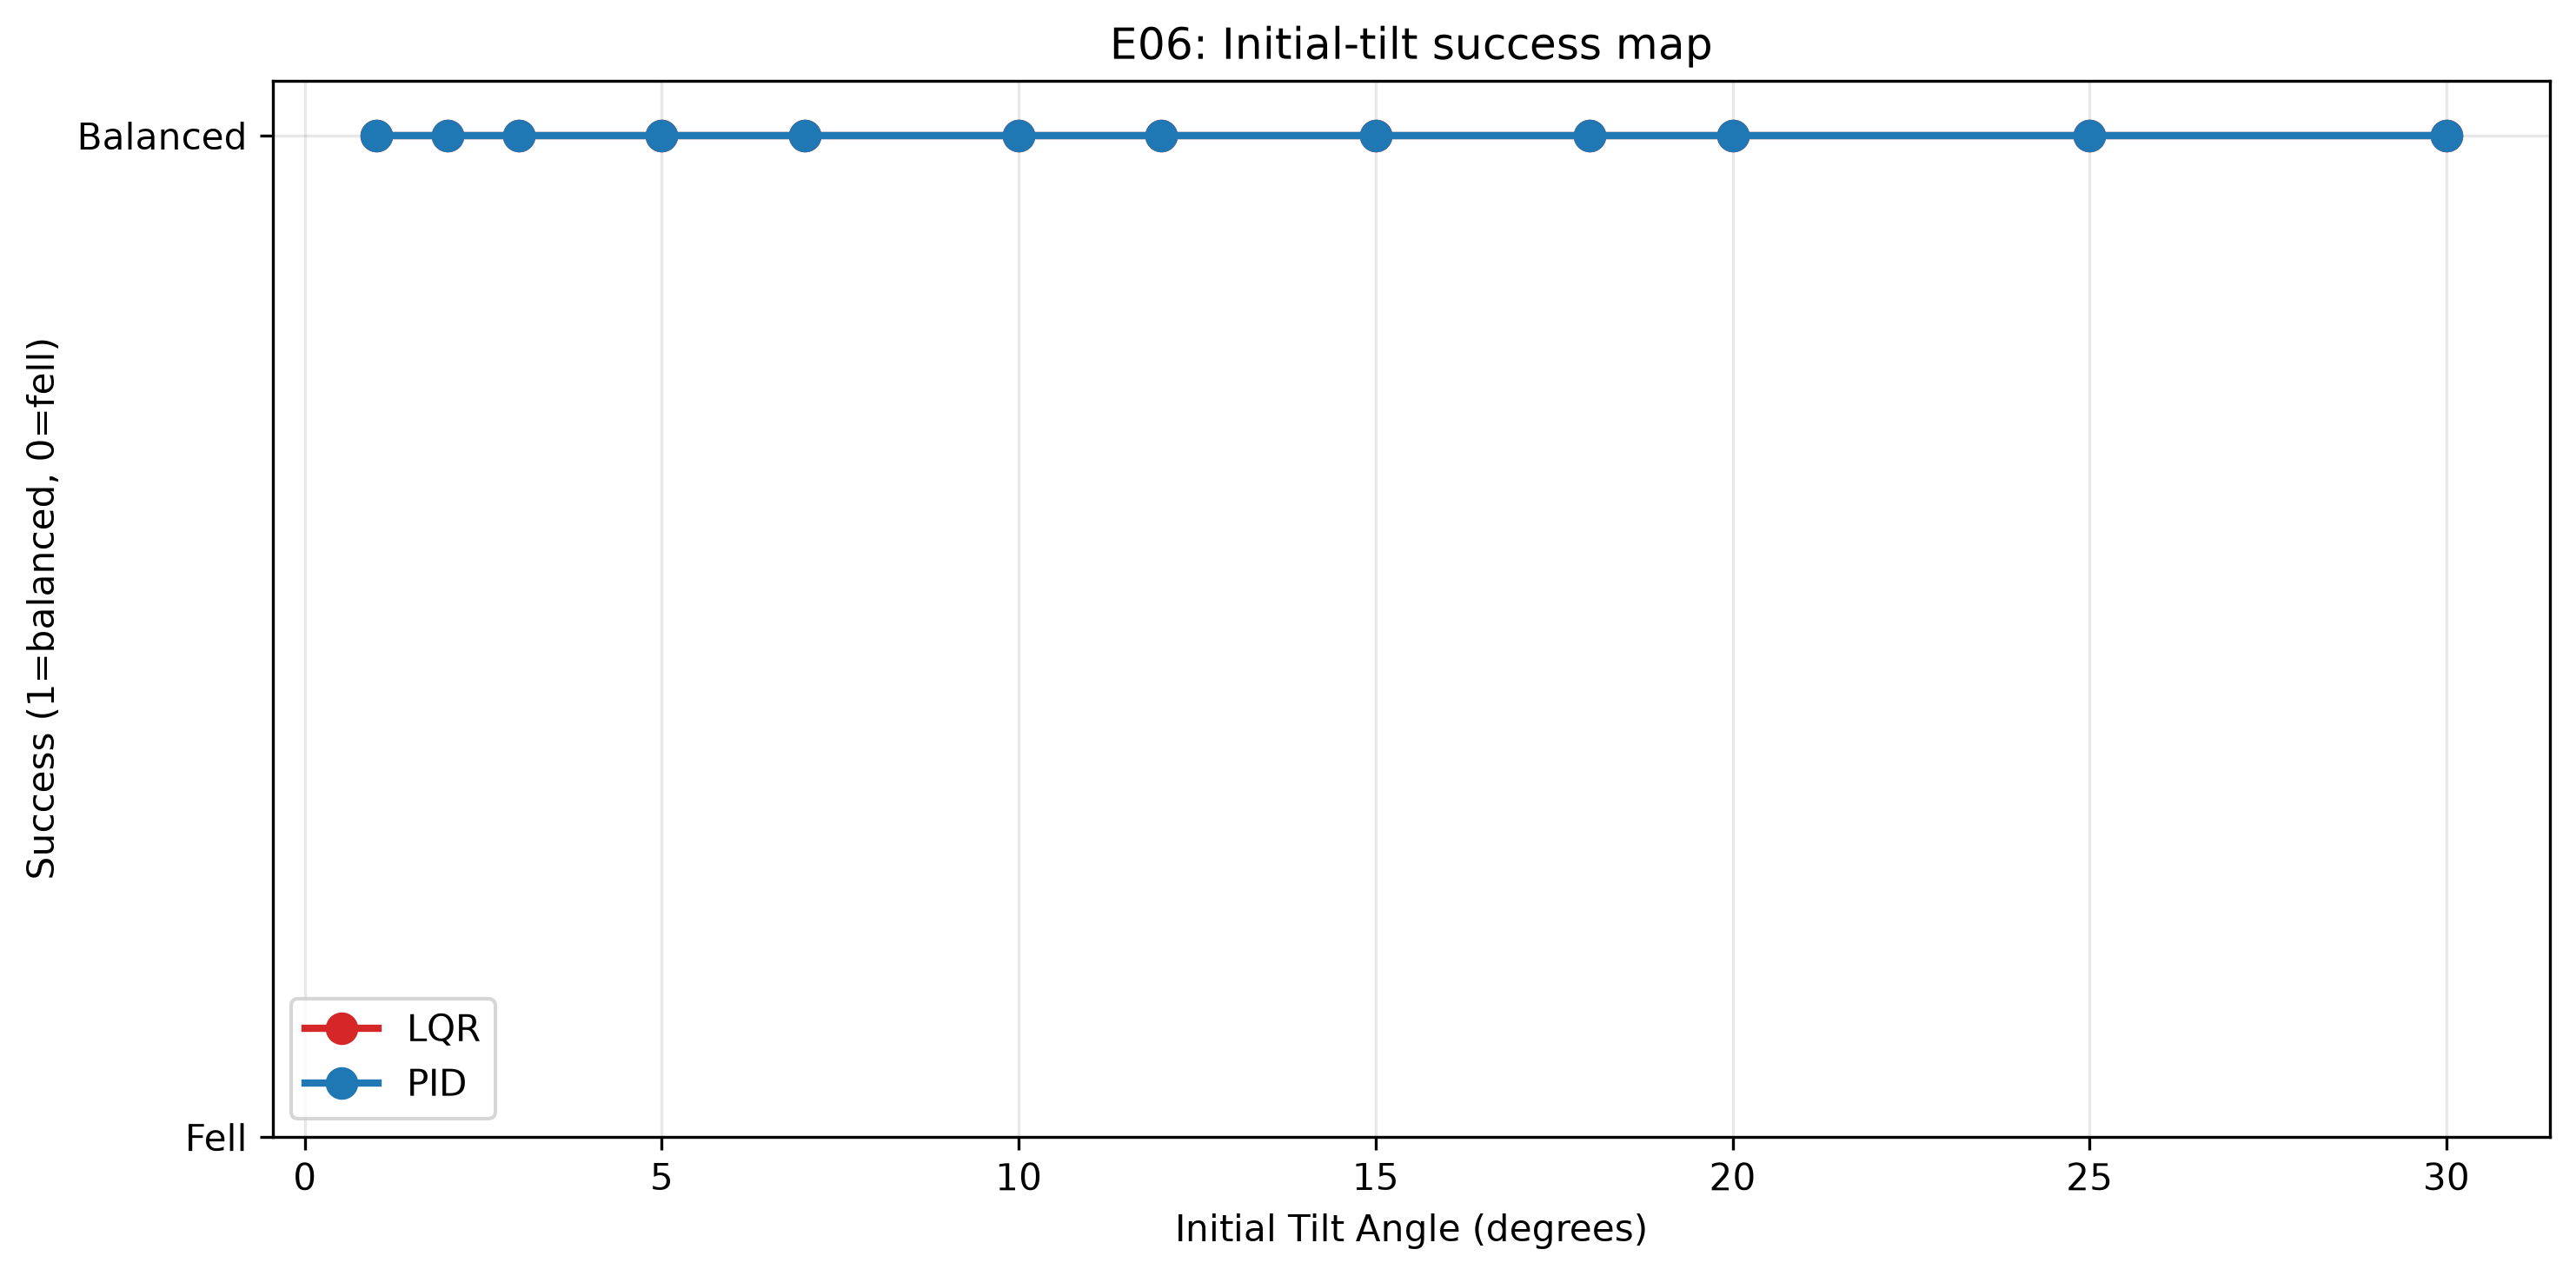 E06: Initial-tilt success map
Balanced
Success (1=balanced, 0=fell)
LQR
PID
Fell
0 5 10 15 20 25 30
Initial Tilt Angle (degrees)